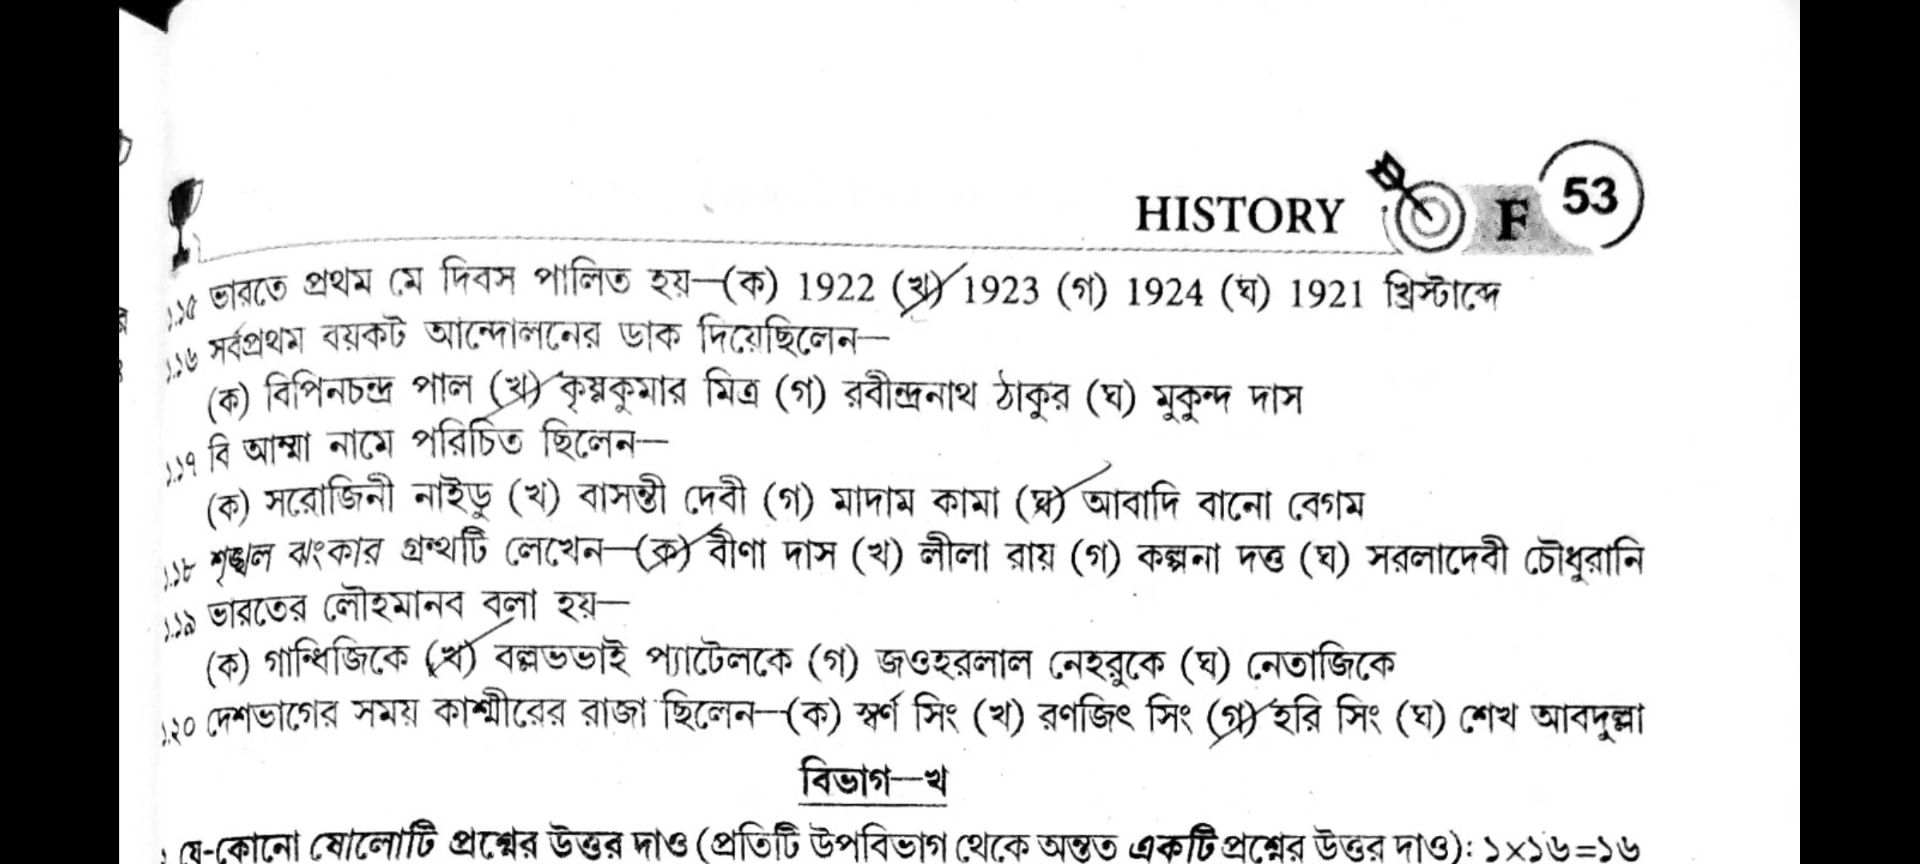 HISTORY F 53
১.১৫ ভারতে প্রথম মে দিবস পালিত হয়—(ক) 1922 (খ) 1923 (গ) 1924 (ঘ) 1921 খ্রিস্টাব্দে
১.১৬ সর্বপ্রথম বয়কট আন্দোলনের ডাক দিয়েছিলেন—
(ক) বিপিনচন্দ্র পাল (খ) কৃষ্ণকুমার মিত্র (গ) রবীন্দ্রনাথ ঠাকুর (ঘ) মুকুন্দ দাস
১.১৭ বি আম্মা নামে পরিচিত ছিলেন—
(ক) সরোজিনী নাইডু (খ) বাসন্তী দেবী (গ) মাদাম কামা (ঘ) আবাদি বানো বেগম
১.১৮ শৃঙ্খল ঝংকার গ্রন্থটি লেখেন—(ক) বীণা দাস (খ) লীলা রায় (গ) কল্পনা দত্ত (ঘ) সরলাদেবী চৌধুরানি
১.১৯ ভারতের লৌহমানব বলা হয়—
(ক) গান্ধিজিকে (খ) বল্লভভাই প্যাটেলকে (গ) জওহরলাল নেহরুকে (ঘ) নেতাজিকে
১.২০ দেশভাগের সময় কাশ্মীরের রাজা ছিলেন—(ক) স্বর্ণ সিং (খ) রণজিৎ সিং (গ) হরি সিং (ঘ) শেখ আবদুল্লা
বিভাগ—খ
যে-কোনো ষোলোটি প্রশ্নের উত্তর দাও (প্রতিটি উপবিভাগ থেকে অন্তত একটি প্রশ্নের উত্তর দাও): ১×১৬=১৬